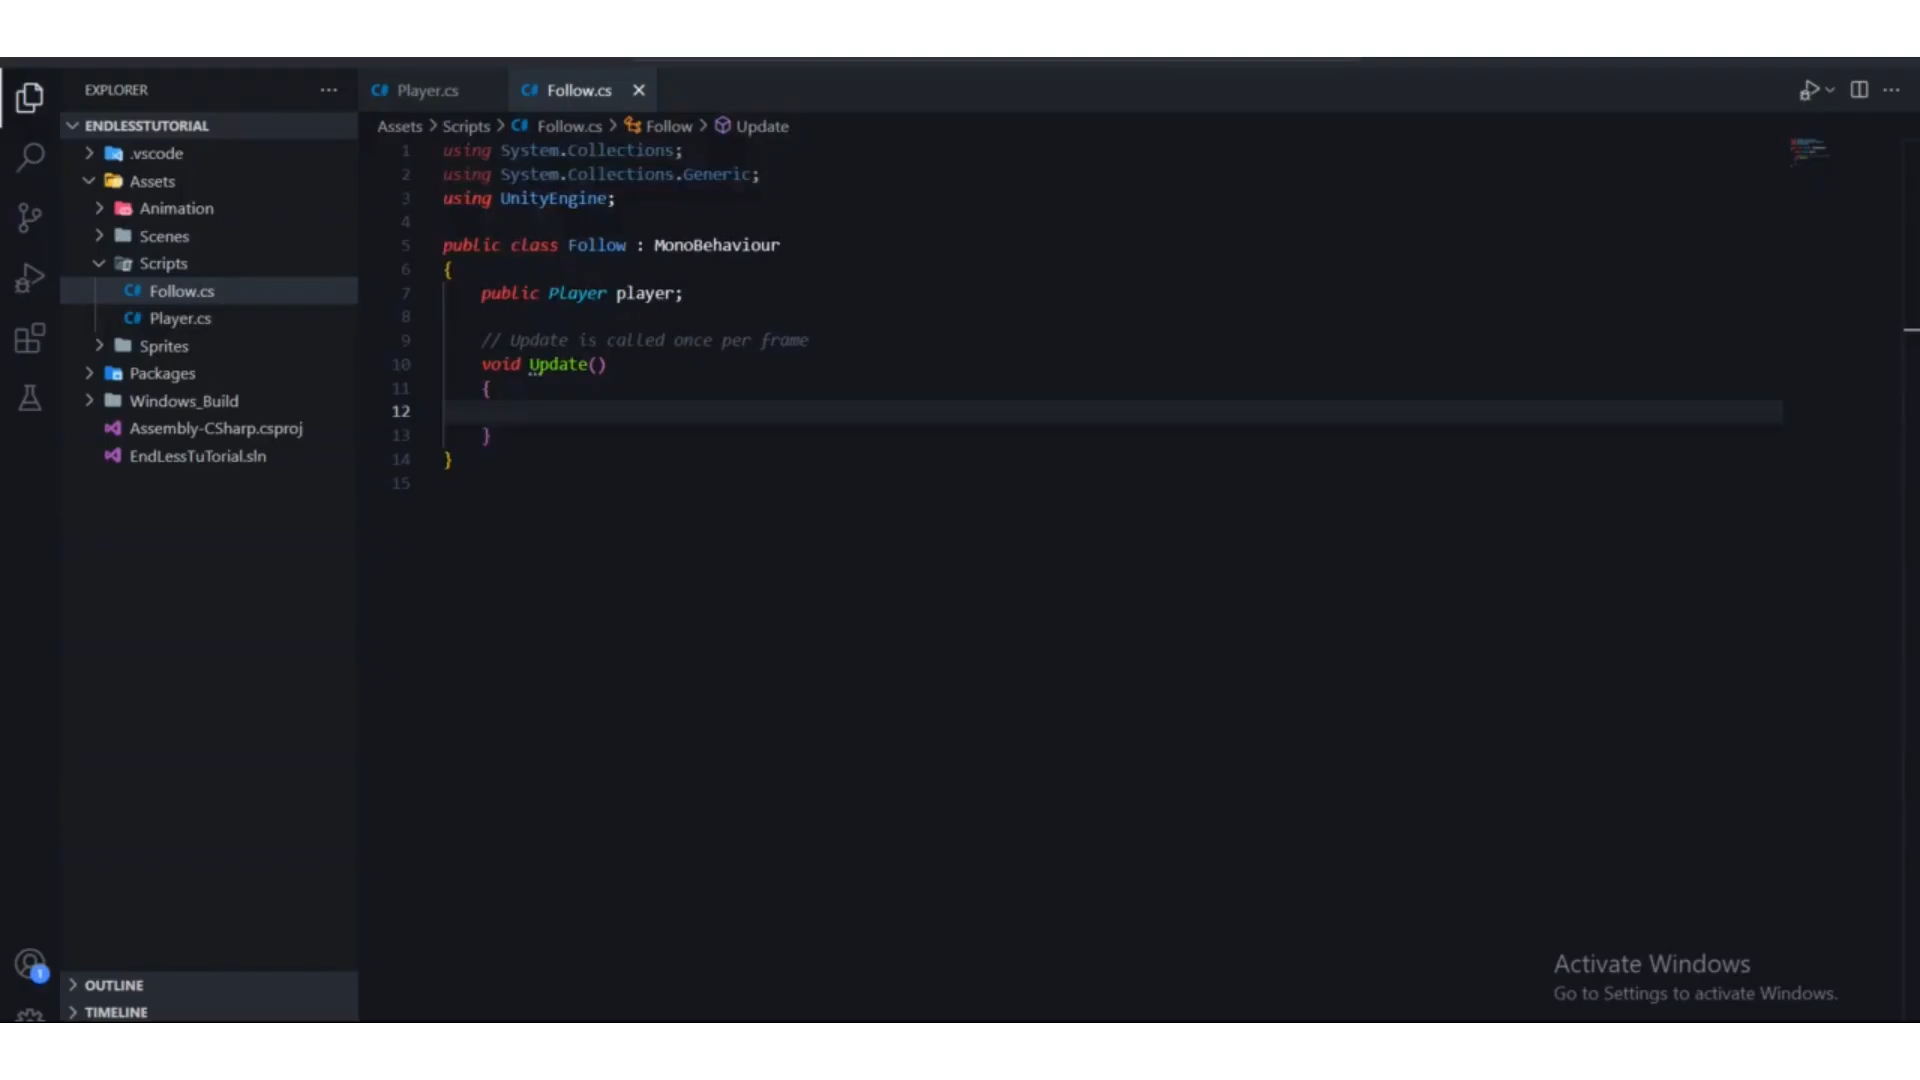 EXPLORER
ENDLESSTUTORIAL
.vscode
Assets
Animation
Scenes
Scripts
C# Follow.cs
C# Player.cs
Sprites
Packages
Windows_Build
Assembly-CSharp.csproj
EndLessTuTorial.sln
OUTLINE
TIMELINE
1
C# Player.cs
C# Follow.cs
Assets > Scripts > C# Follow.cs > Follow > Update
1 using System.Collections;
2 using System.Collections.Generic;
3 using UnityEngine;
4
5 public class Follow : MonoBehaviour
6 {
7 public Player player;
8
9 // Update is called once per frame
10 void Update()
11 {
12
13 }
14 }
15
Activate Windows
Go to Settings to activate Windows.